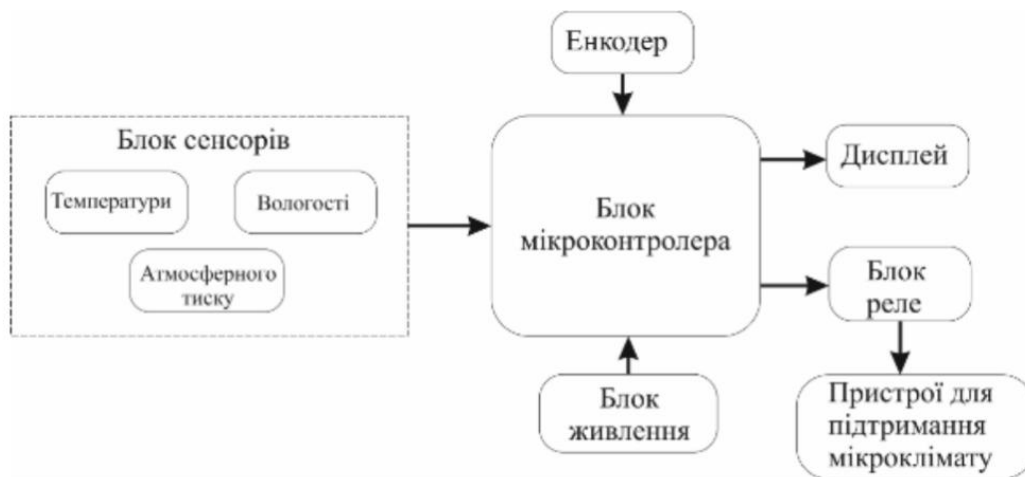 Енкодер
Блок сенсорів
Температури
Вологості
Атмосферного
тиску
Блок
мікроконтролера
Дисплей
Блок
реле
Блок
живлення
Пристрої для
підтримання
мікроклімату